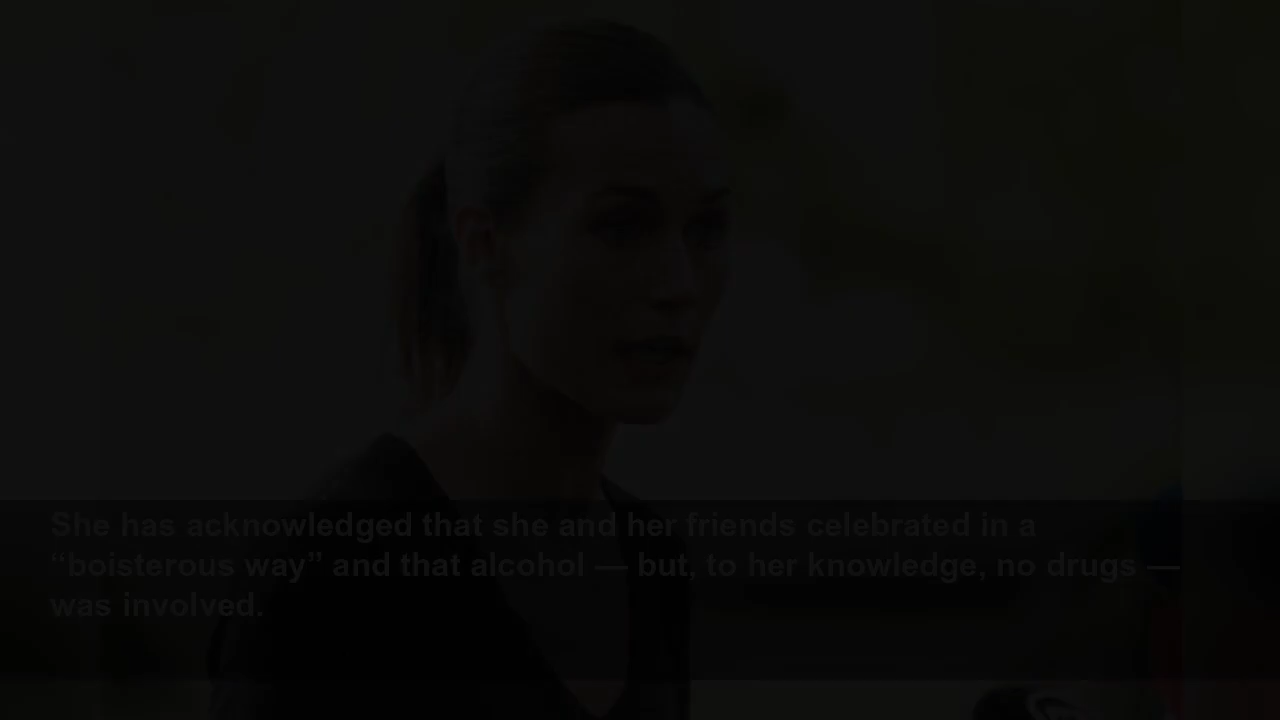 She has acknowledged that she and her friends celebrated in a
“boisterous way” and that alcohol — but, to her knowledge, no drugs —
was involved.